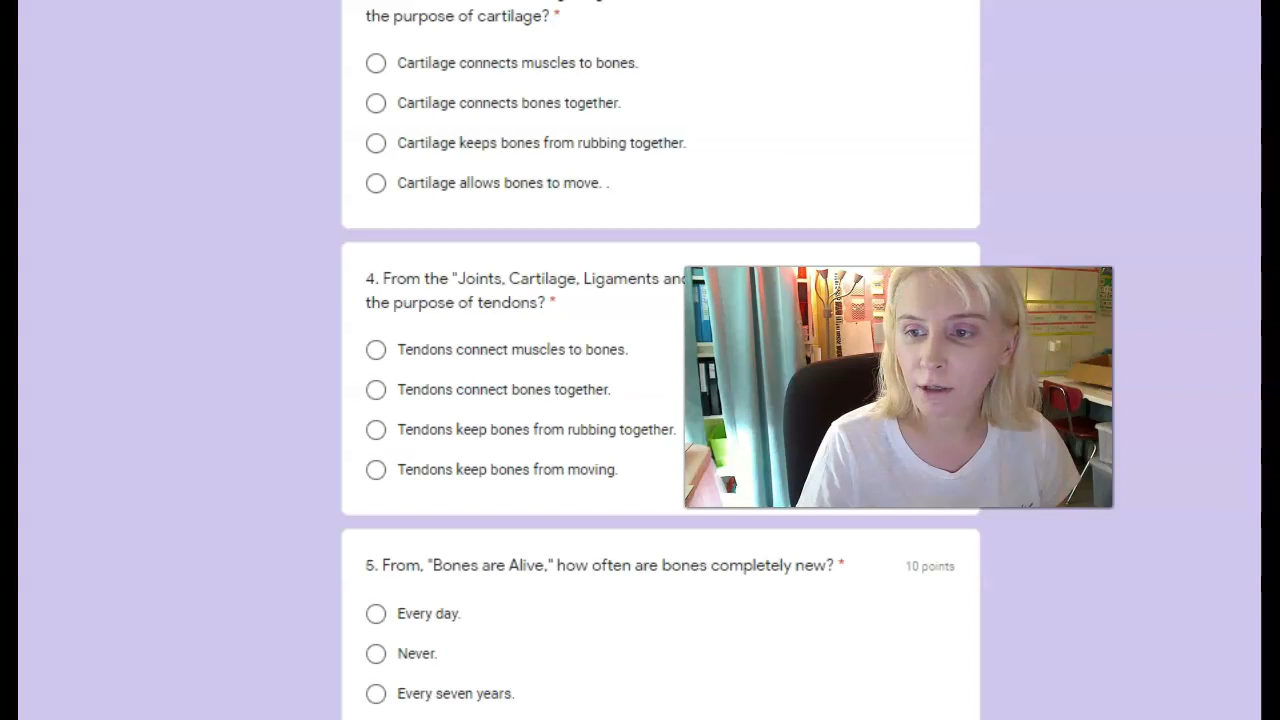 the purpose of cartilage? *
Cartilage connects muscles to bones.
Cartilage connects bones together.
Cartilage keeps bones from rubbing together.
Cartilage allows bones to move. .
4. From the "Joints, Cartilage, Ligaments and
the purpose of tendons? *
Tendons connect muscles to bones.
Tendons connect bones together.
Tendons keep bones from rubbing together.
Tendons keep bones from moving.
5. From, "Bones are Alive," how often are bones completely new? *
10 points
Every day.
Never.
Every seven years.